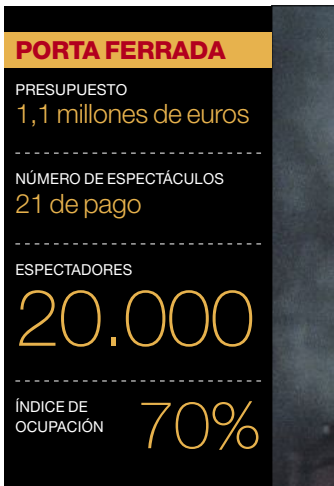 PORTA FERRADA
PRESUPUESTO
1,1 millones de euros
NÚMERO DE ESPECTÁCULOS
21 de pago
ESPECTADORES
20.000
ÍNDICE DE
OCUPACIÓN
70%